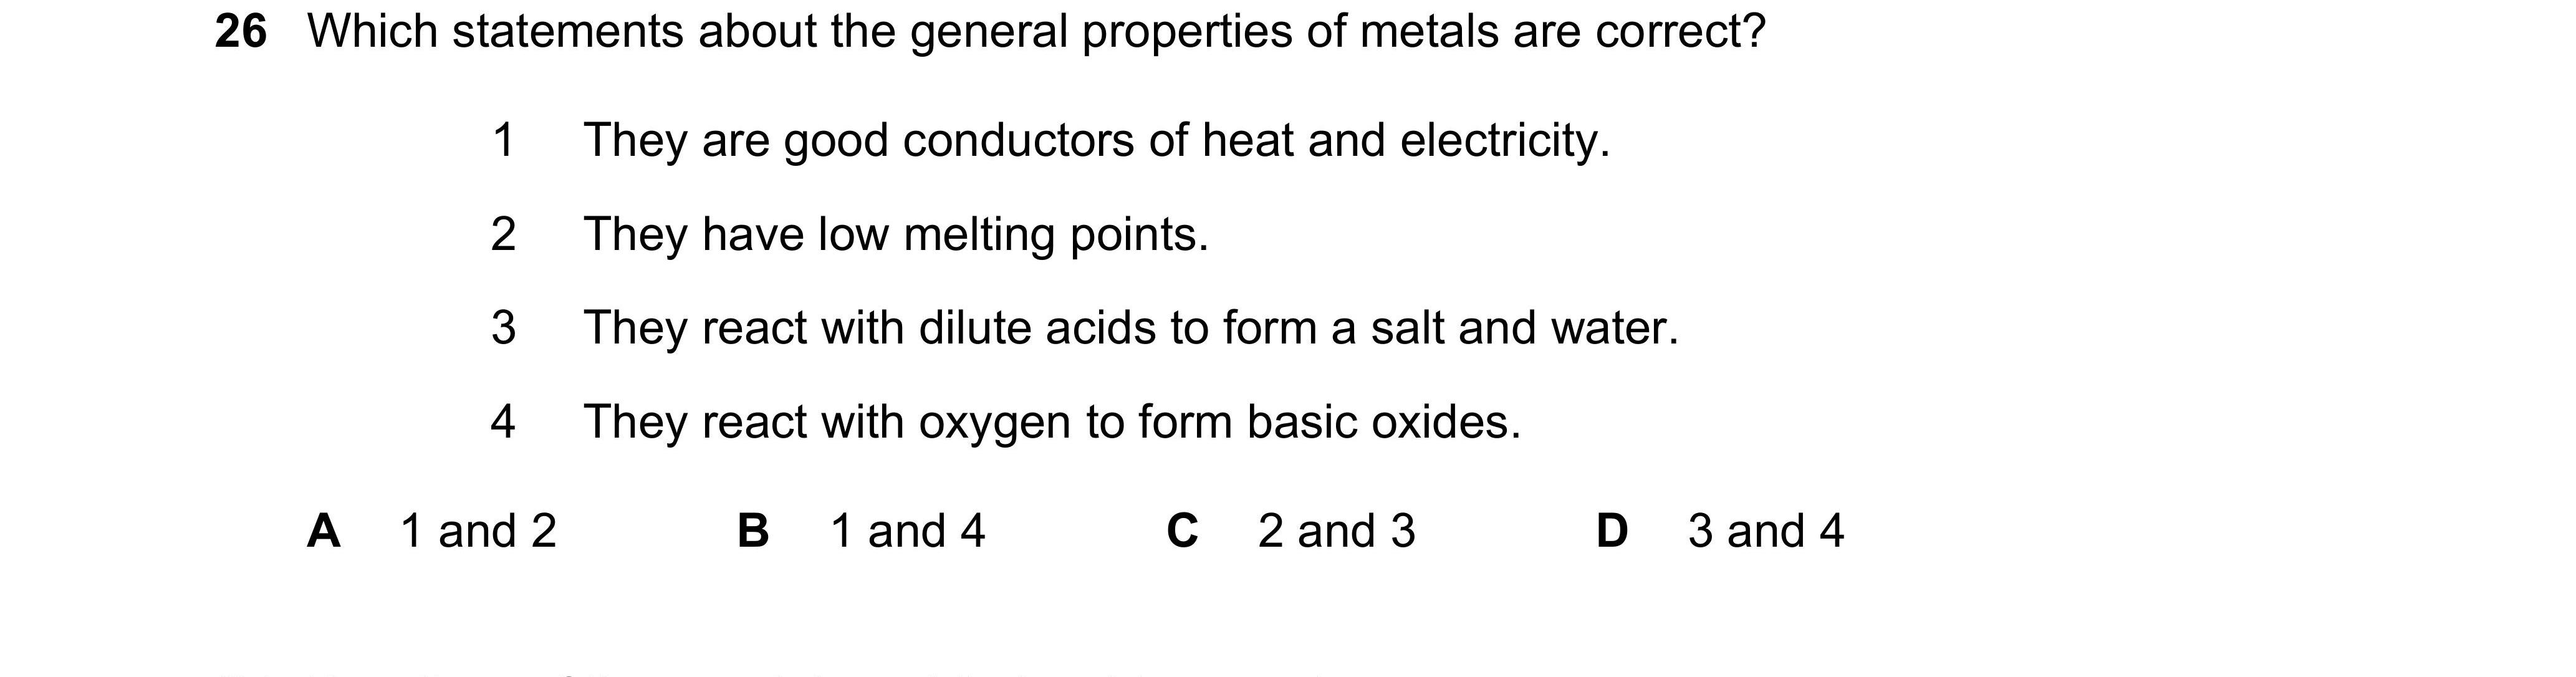 26 Which statements about the general properties of metals are correct?
1 They are good conductors of heat and electricity.
2 They have low melting points.
3 They react with dilute acids to form a salt and water.
4 They react with oxygen to form basic oxides.
A 1 and 2 B 1 and 4 C 2 and 3 D 3 and 4